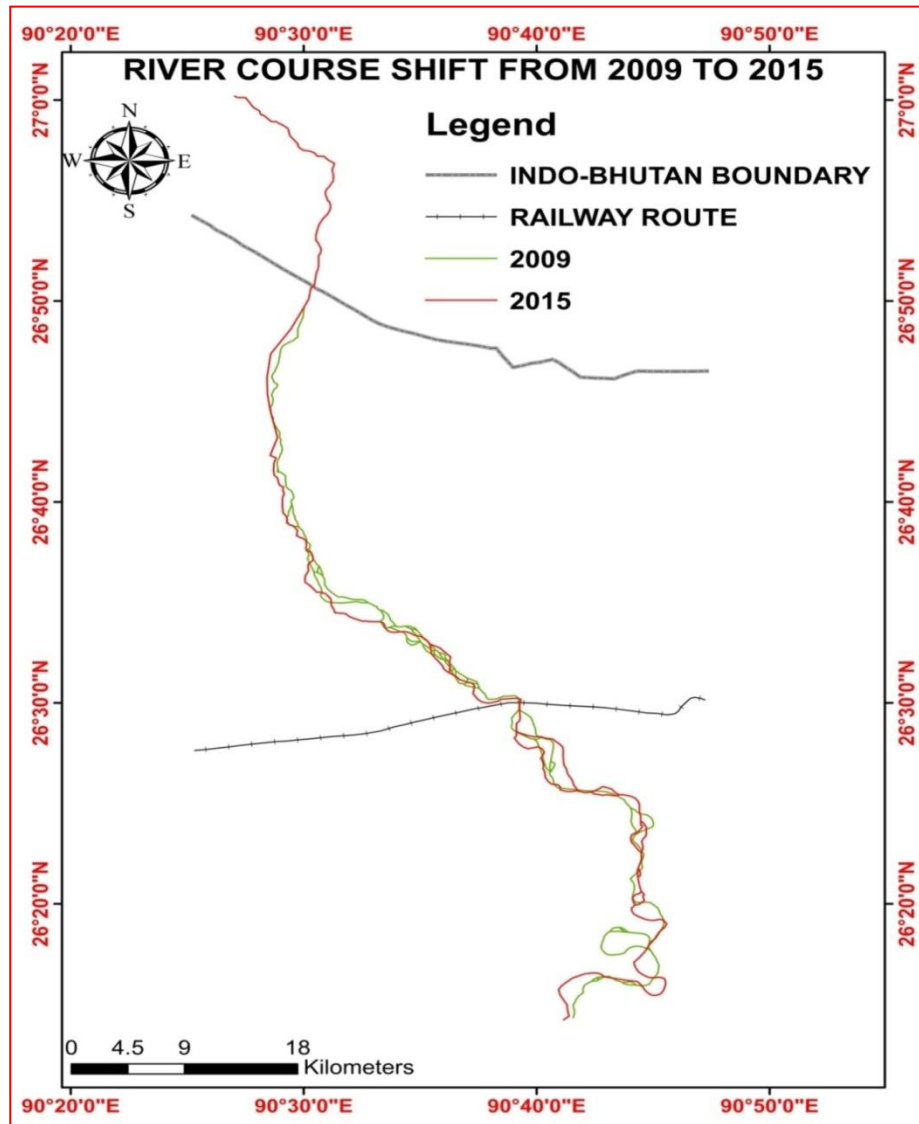 90°20'0"E 90°30'0"E 90°40'0"E 90°50'0"E
RIVER COURSE SHIFT FROM 2009 TO 2015
N
W E
S
Legend
INDO-BHUTAN BOUNDARY
RAILWAY ROUTE
2009
2015
27°0'0"N 27°0'0"N
26°50'0"N 26°50'0"N
26°40'0"N 26°40'0"N
26°30'0"N 26°30'0"N
26°20'0"N 26°20'0"N
0 4.5 9 18
Kilometers
90°20'0"E 90°30'0"E 90°40'0"E 90°50'0"E